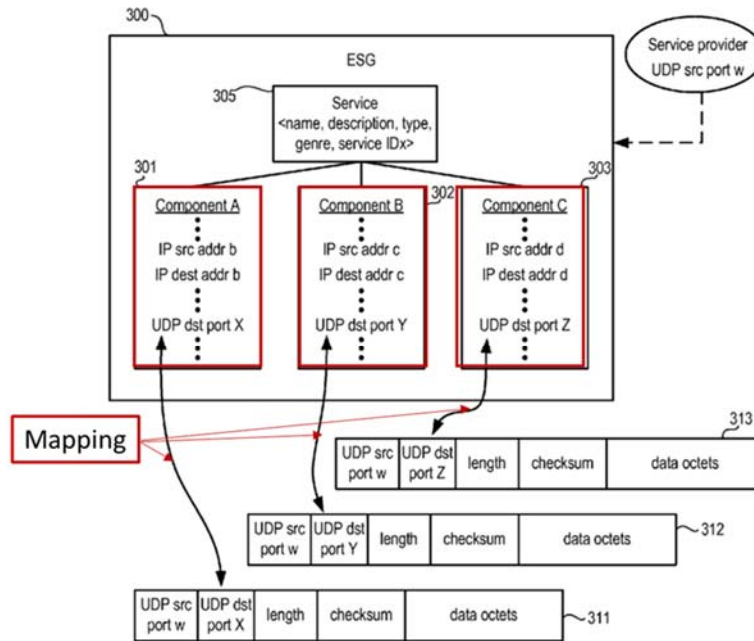 300
ESG
Service provider
UDP src port w
305
Service
<name, description, type,
genre, service IDx>
301
302
303
Component A
IP src addr b
IP dest addr b
UDP dst port X
Component B
IP src addr c
IP dest addr c
UDP dst port Y
Component C
IP src addr d
IP dest addr d
UDP dst port Z
Mapping
313
UDP src
port w
UDP dst
port Z
length
checksum
data octets
UDP src
port w
UDP dst
port Y
length
checksum
data octets
312
UDP src
port w
UDP dst
port X
length
checksum
data octets
311